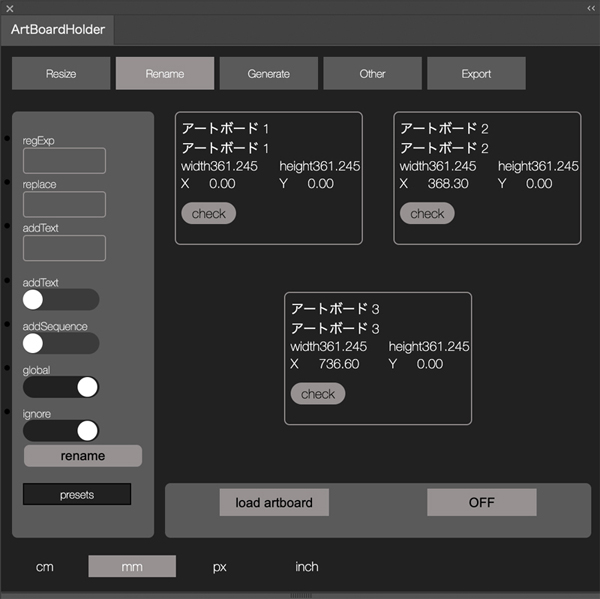 ArtBoardHolder
Resize Rename Generate Other Export
regExp
replace
addText
addText
addSequence
global
ignore
rename
presets
アートボード 1
アートボード 1
width361.245 height361.245
X 0.00 Y 0.00
check
アートボード 2
アートボード 2
width361.245 height361.245
X 368.30 Y 0.00
check
アートボード 3
アートボード 3
width361.245 height361.245
X 736.60 Y 0.00
check
load artboard OFF
cm mm px inch